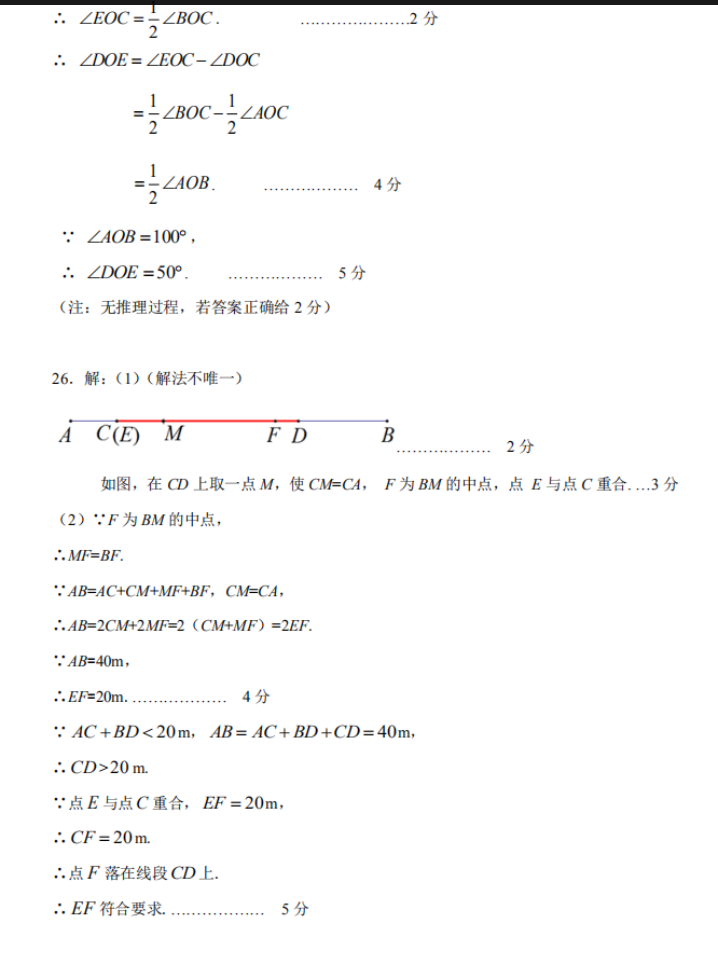 ∴ ∠EOC = 1/2 ∠BOC . …………………2 分
∴ ∠DOE = ∠EOC − ∠DOC
= 1/2 ∠BOC − 1/2 ∠AOC
= 1/2 ∠AOB . ……………… 4 分
∵ ∠AOB = 100° ,
∴ ∠DOE = 50° . ……………… 5 分
（注：无推理过程，若答案正确给 2 分）
26．解:（1）（解法不唯一）
A C(E) M F D B ……………… 2 分
如图，在 CD 上取一点 M，使 CM=CA， F 为 BM 的中点，点 E 与点 C 重合. …3 分
（2）∵F 为 BM 的中点，
∴MF=BF.
∵AB=AC+CM+MF+BF，CM=CA，
∴AB=2CM+2MF=2（CM+MF）=2EF.
∵AB=40m，
∴EF=20m. ……………… 4 分
∵ AC + BD < 20 m， AB = AC + BD + CD = 40 m，
∴ CD > 20 m.
∵点 E 与点 C 重合， EF = 20 m，
∴ CF = 20 m.
∴点 F 落在线段 CD 上.
∴ EF 符合要求. ……………… 5 分